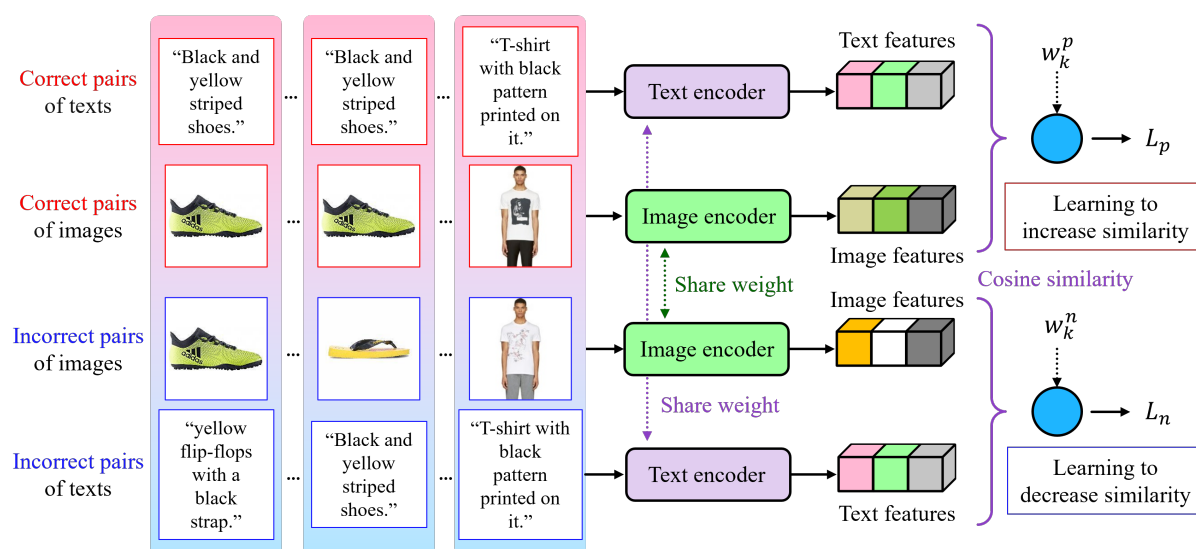 Correct pairs
of texts
“Black and
yellow
striped
shoes.”
...
“Black and
yellow
striped
shoes.”
...
“T-shirt
with black
pattern
printed on
it.”
Text encoder
Text features
w_k^p
L_p
Correct pairs
of images
adidas
...
adidas
...
Image encoder
Image features
Learning to
increase similarity
Share weight
Cosine similarity
Incorrect pairs
of images
adidas
...
...
Image encoder
Image features
w_k^n
L_n
Share weight
Incorrect pairs
of texts
“yellow
flip-flops
with a
black
strap.”
...
“Black and
yellow
striped
shoes.”
...
“T-shirt with
black
pattern
printed on
it.”
Text encoder
Text features
Learning to
decrease similarity